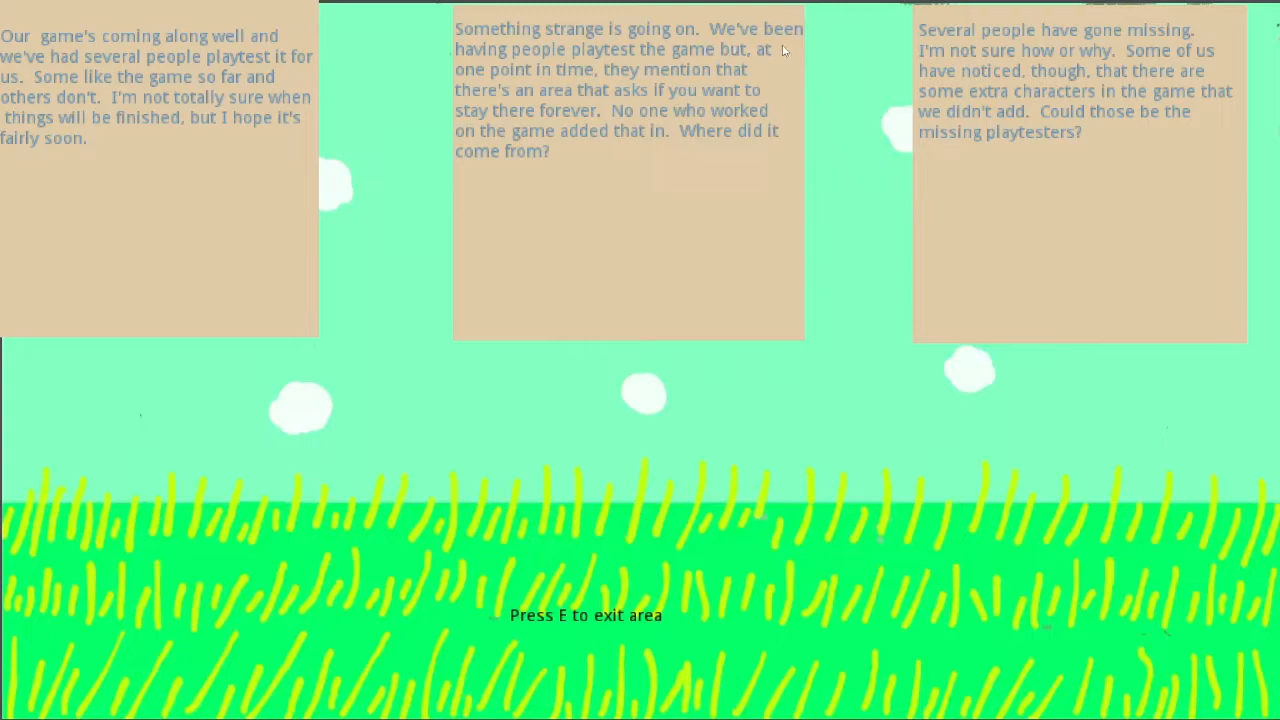 Our  game's coming along well and
we've had several people playtest it for
us.  Some like the game so far and
others don't.  I'm not totally sure when
things will be finished, but I hope it's
fairly soon.
Something strange is going on.  We've been
having people playtest the game but, at
one point in time, they mention that
there's an area that asks if you want to
stay there forever.  No one who worked
on the game added that in.  Where did it
come from?
Several people have gone missing.
I'm not sure how or why.  Some of us
have noticed, though, that there are
some extra characters in the game that
we didn't add.  Could those be the
missing playtesters?
Press E to exit area